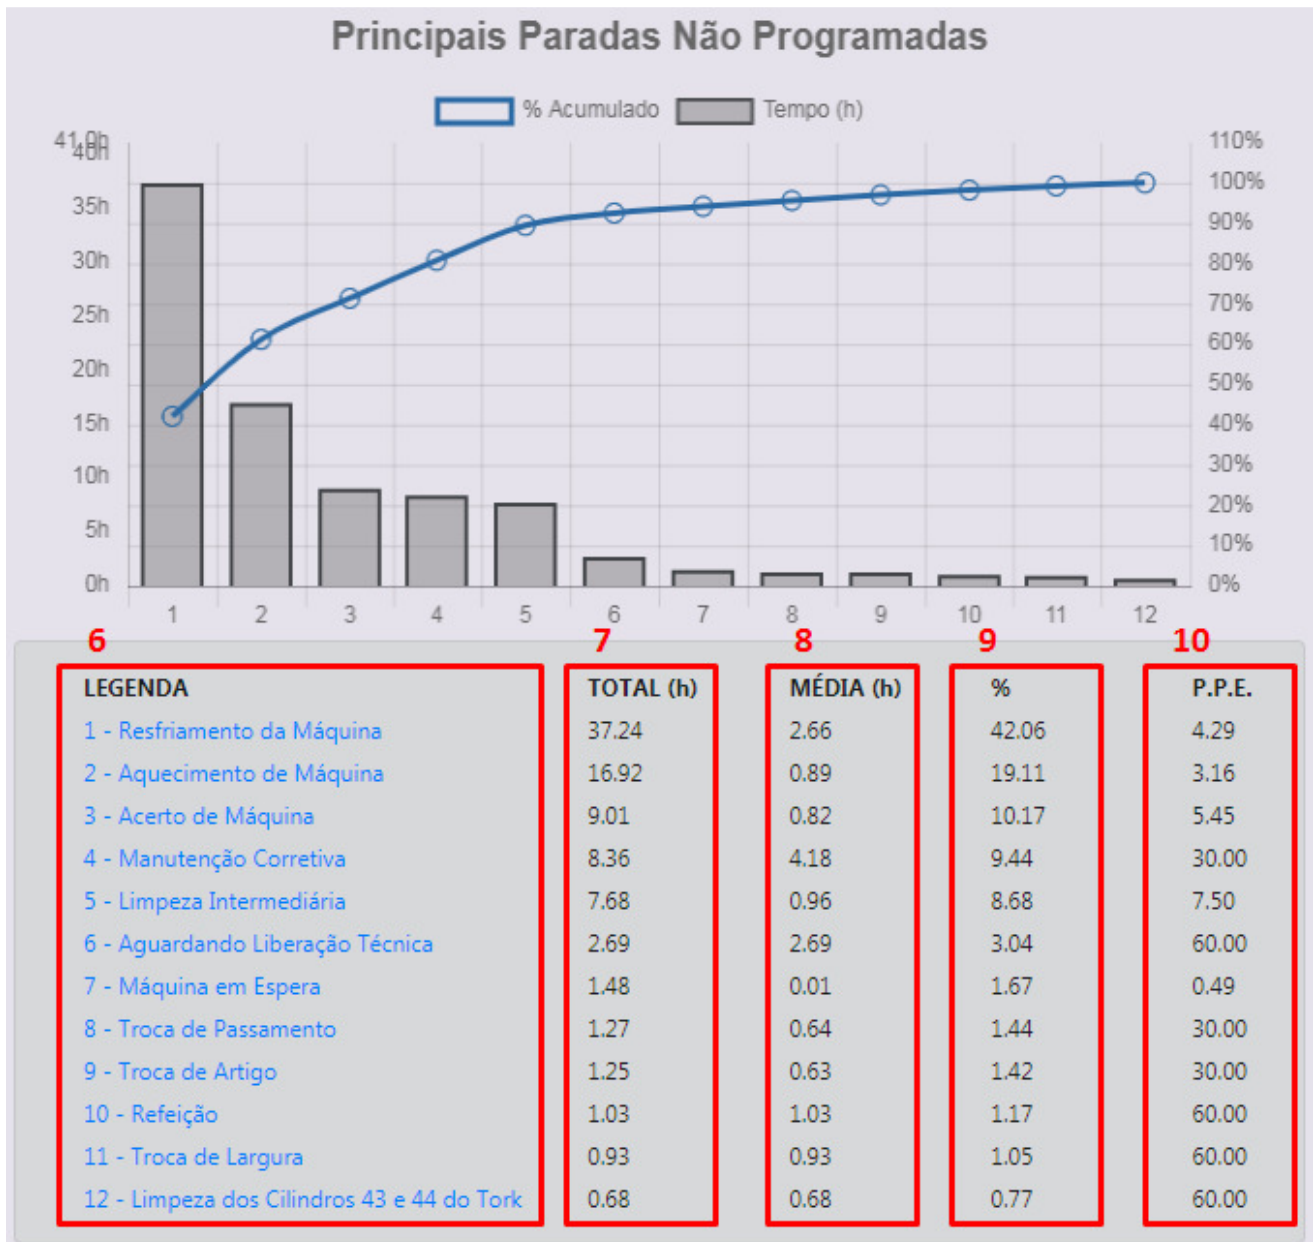 Principais Paradas Não Programadas
% Acumulado Tempo (h)
41.0h 110%
40h 100%
35h 90%
30h 80%
25h 70%
20h 60%
15h 50%
10h 40%
5h 30%
0h 20%
10%
0%
1 2 3 4 5 6 7 8 9 10 11 12
6 7 8 9 10
LEGENDA TOTAL (h) MÉDIA (h) % P.P.E.
1 - Resfriamento da Máquina 37.24 2.66 42.06 4.29
2 - Aquecimento de Máquina 16.92 0.89 19.11 3.16
3 - Acerto de Máquina 9.01 0.82 10.17 5.45
4 - Manutenção Corretiva 8.36 4.18 9.44 30.00
5 - Limpeza Intermediária 7.68 0.96 8.68 7.50
6 - Aguardando Liberação Técnica 2.69 2.69 3.04 60.00
7 - Máquina em Espera 1.48 0.01 1.67 0.49
8 - Troca de Passamento 1.27 0.64 1.44 30.00
9 - Troca de Artigo 1.25 0.63 1.42 30.00
10 - Refeição 1.03 1.03 1.17 60.00
11 - Troca de Largura 0.93 0.93 1.05 60.00
12 - Limpeza dos Cilindros 43 e 44 do Tork 0.68 0.68 0.77 60.00